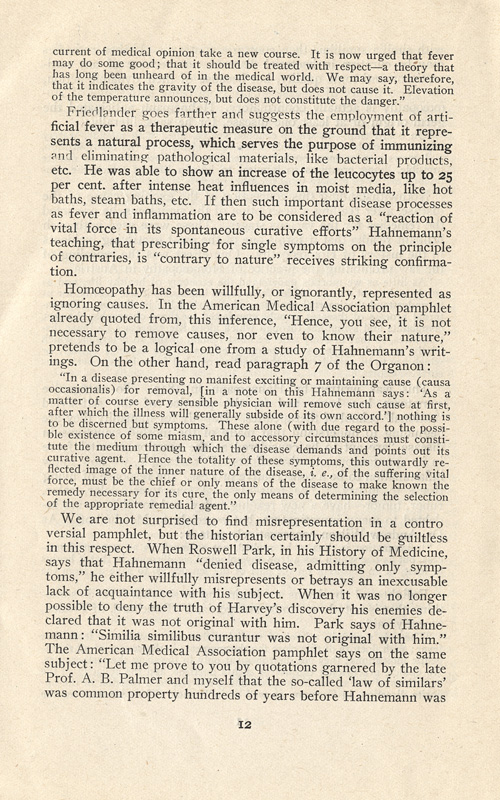 current of medical opinion take a new course. It is now urged that fever
may do some good; that it should be treated with respect—a theory that
has long been unheard of in the medical world. We may say, therefore,
that it indicates the gravity of the disease, but does not cause it. Elevation
of the temperature announces, but does not constitute the danger."
Friedlander goes farther and suggests the employment of arti-
ficial fever as a therapeutic measure on the ground that it repre-
sents a natural process, which serves the purpose of immunizing
and eliminating pathological materials, like bacterial products,
etc. He was able to show an increase of the leucocytes up to 25
per cent. after intense heat influences in moist media, like hot
baths, steam baths, etc. If then such important disease processes
as fever and inflammation are to be considered as a "reaction of
vital force in its spontaneous curative efforts" Hahnemann's
teaching, that prescribing for single symptoms on the principle
of contraries, is "contrary to nature" receives striking confirma-
tion.
Homœopathy has been willfully, or ignorantly, represented as
ignoring causes. In the American Medical Association pamphlet
already quoted from, this inference, "Hence, you see, it is not
necessary to remove causes, nor even to know their nature,"
pretends to be a logical one from a study of Hahnemann's writ-
ings. On the other hand, read paragraph 7 of the Organon:
"In a disease presenting no manifest exciting or maintaining cause (causa
occasionalis) for removal, [in a note on this Hahnemann says: 'As a
matter of course every sensible physician will remove such cause at first,
after which the illness will generally subside of its own accord.'] nothing is
to be discerned but symptoms. These alone (with due regard to the possi-
ble existence of some miasm, and to accessory circumstances must consti-
tute the medium through which the disease demands and points out its
curative agent. Hence the totality of these symptoms, this outwardly re-
flected image of the inner nature of the disease, i. e., of the suffering vital
force, must be the chief or only means of the disease to make known the
remedy necessary for its cure, the only means of determining the selection
of the appropriate remedial agent."
We are not surprised to find misrepresentation in a contro
versial pamphlet, but the historian certainly should be guiltless
in this respect. When Roswell Park, in his History of Medicine,
says that Hahnemann "denied disease, admitting only symp-
toms," he either willfully misrepresents or betrays an inexcusable
lack of acquaintance with his subject. When it was no longer
possible to deny the truth of Harvey's discovery his enemies de-
clared that it was not original with him. Park says of Hahne-
mann: "Similia similibus curantur was not original with him."
The American Medical Association pamphlet says on the same
subject: "Let me prove to you by quotations garnered by the late
Prof. A. B. Palmer and myself that the so-called 'law of similars'
was common property hundreds of years before Hahnemann was
12